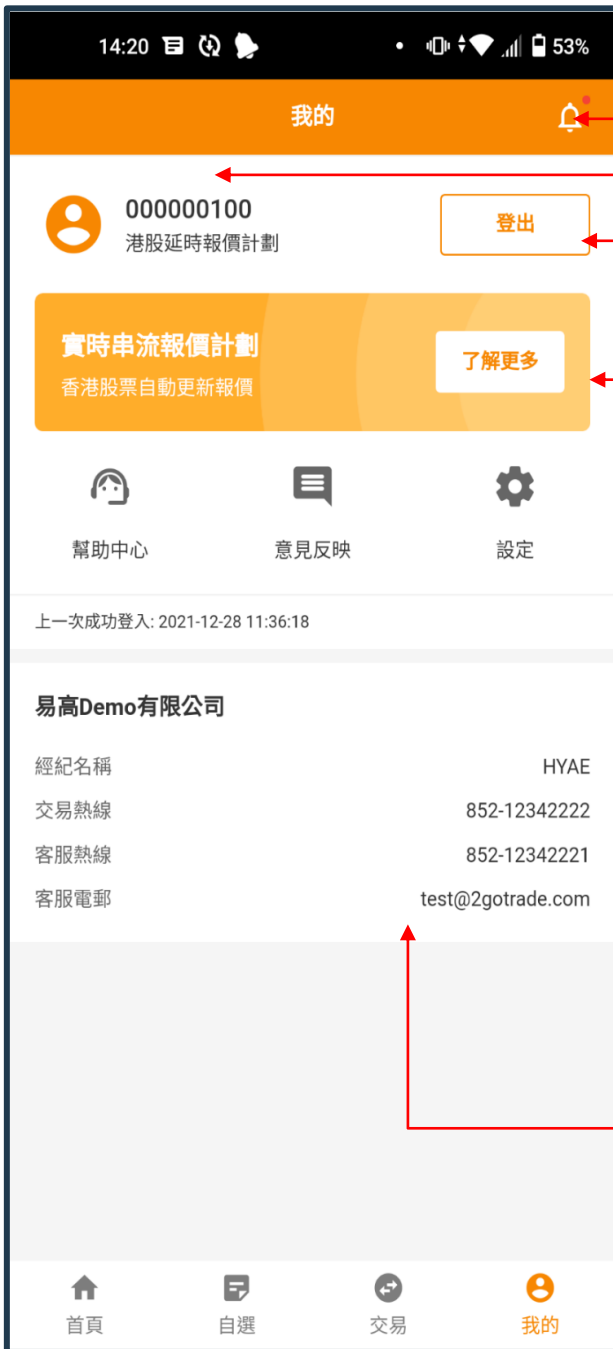 14:20 53%
我的
000000100
港股延時報價計劃
登出
實時串流報價計劃
香港股票自動更新報價
了解更多
幫助中心 意見反映 設定
上一次成功登入: 2021-12-28 11:36:18
易高Demo有限公司
經紀名稱 HYAE
交易熱線 852-12342222
客服熱線 852-12342221
客服電郵 test@2gotrade.com
首頁 自選 交易 我的